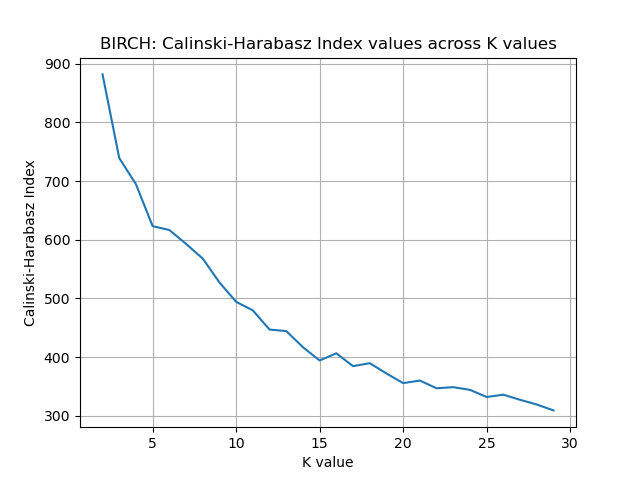 BIRCH: Calinski-Harabasz Index values across K values
900
800
700
600
500
400
300
Calinski-Harabasz Index
5 10 15 20 25 30
K value